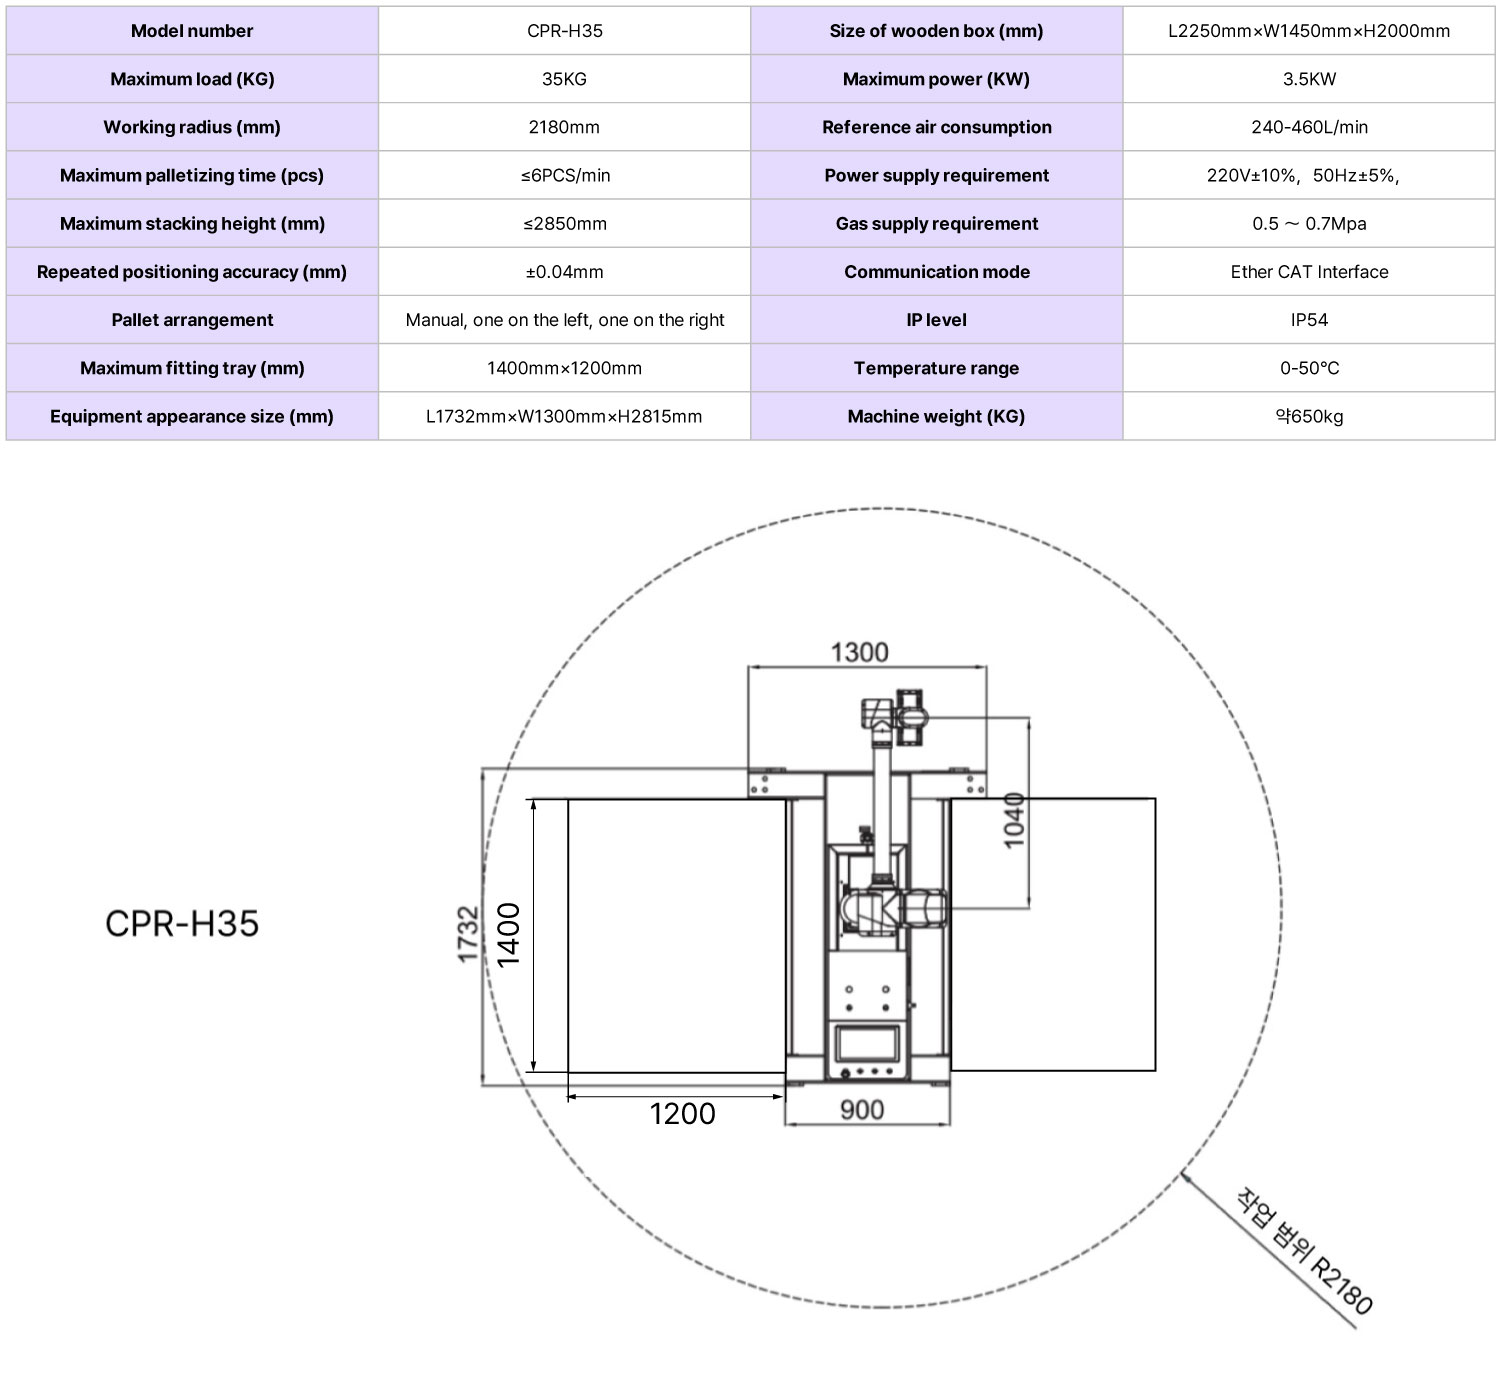 Model number CPR-H35 Size of wooden box (mm) L2250mm×W1450mm×H2000mm
Maximum load (KG) 35KG Maximum power (KW) 3.5KW
Working radius (mm) 2180mm Reference air consumption 240-460L/min
Maximum palletizing time (pcs) ≤6PCS/min Power supply requirement 220V±10%, 50Hz±5%,
Maximum stacking height (mm) ≤2850mm Gas supply requirement 0.5 ～ 0.7Mpa
Repeated positioning accuracy (mm) ±0.04mm Communication mode Ether CAT Interface
Pallet arrangement Manual, one on the left, one on the right IP level IP54
Maximum fitting tray (mm) 1400mm×1200mm Temperature range 0-50°C
Equipment appearance size (mm) L1732mm×W1300mm×H2815mm Machine weight (KG) 약650kg
1300
1040
CPR-H35
1732
1400
1200
900
작업 범위 R2180